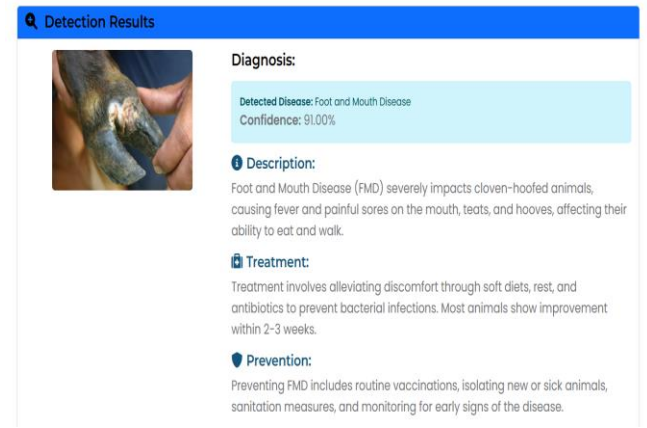 Detection Results
Diagnosis:
Detected Disease: Foot and Mouth Disease
Confidence: 91.00%
Description:
Foot and Mouth Disease (FMD) severely impacts cloven-hoofed animals,
causing fever and painful sores on the mouth, teats, and hooves, affecting their
ability to eat and walk.
Treatment:
Treatment involves alleviating discomfort through soft diets, rest, and
antibiotics to prevent bacterial infections. Most animals show improvement
within 2-3 weeks.
Prevention:
Preventing FMD includes routine vaccinations, isolating new or sick animals,
sanitation measures, and monitoring for early signs of the disease.